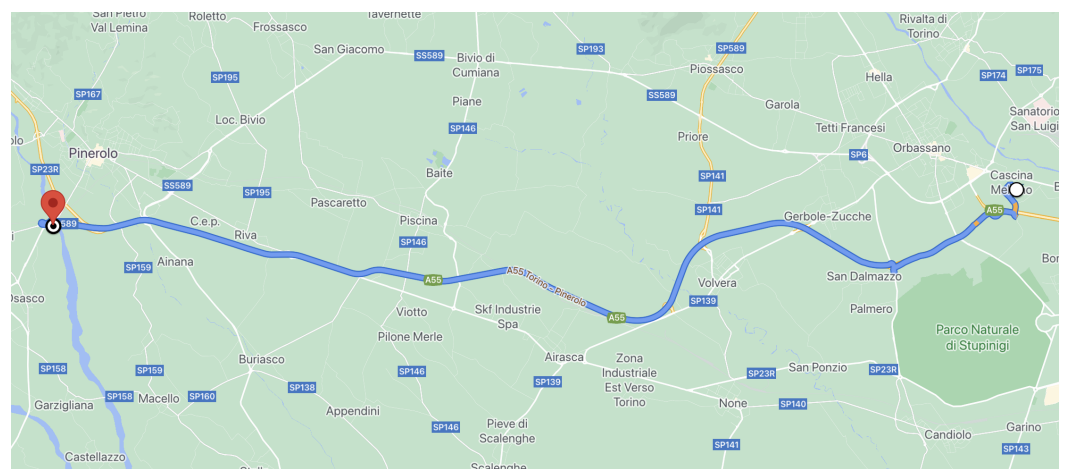 San Pietro
Val Lemina
Roletto
Frossasco
Tavernette
Rivalta di
Torino
San Giacomo
SS589
Bivio di
Cumiana
SP193
SP589
Piossasco
Hella
SP174
SP175
SP195
SP167
Piane
SS589
Garola
Sanatorio
San Luigi
Loc. Bivio
SP146
Tetti Francesi
Priore
Orbassano
Pinerolo
SP6
SP23R
Baite
SP141
Cascina
SS589
SP195
Pascaretto
SP141
A55
589
C.e.p.
Piscina
Gerbole-Zucche
Riva
SP146
Ainana
SP159
A55
A55 Torino - Pinerolo
San Dalmazzo
Volvera
Osasco
SP139
Viotto
Skf Industrie
Spa
A55
Palmero
Pilone Merle
Parco Naturale
di Stupinigi
Airasca
Zona
Industriale
Est Verso
Torino
Buriasco
SP158
SP159
SP146
SP139
SP23R
San Ponzio
SP23R
SP138
Garzigliana
SP158
Macello
SP160
None
SP140
Appendini
Pieve di
Scalenghe
SP146
SP141
Candiolo
Garino
SP143
Castellazzo
Scalenghe